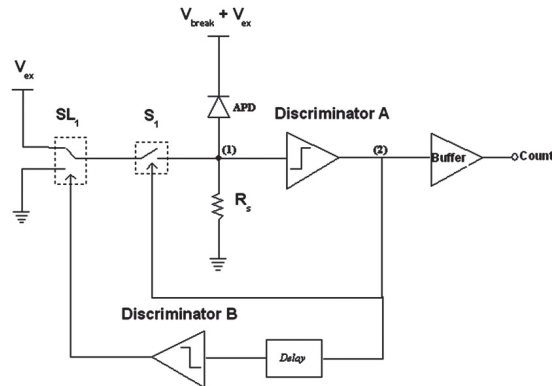 V_break + V_ex
V_ex
SL_1
S_1
APD
Discriminator A
(1)
(2)
Buffer
Count
R_s
Discriminator B
Delay